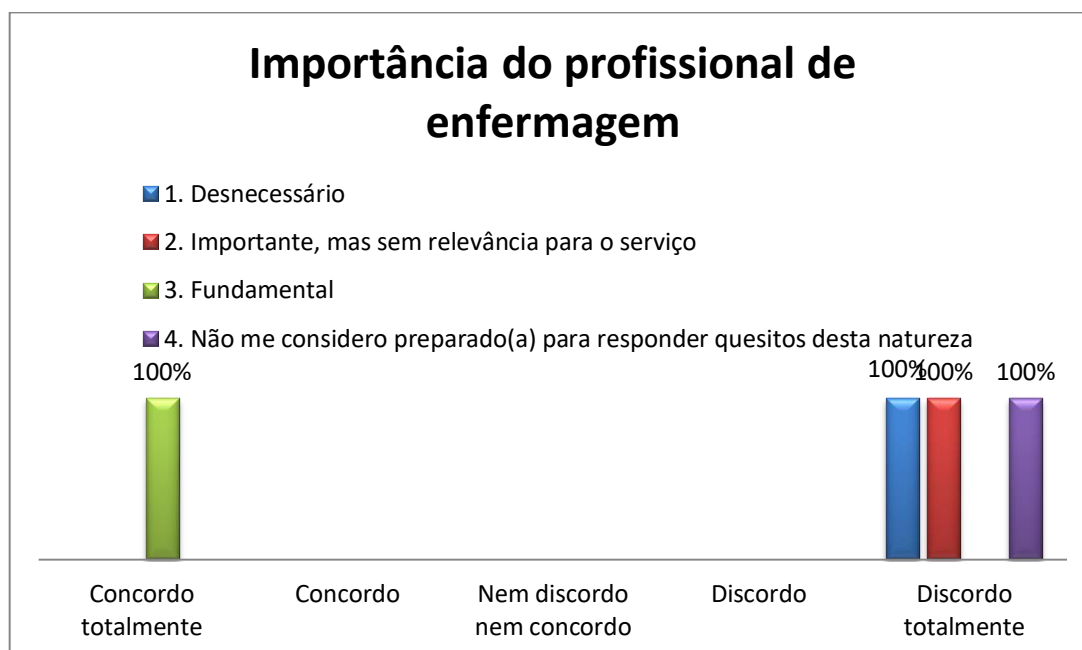 Importância do profissional de
enfermagem
1. Desnecessário
2. Importante, mas sem relevância para o serviço
3. Fundamental
4. Não me considero preparado(a) para responder quesitos desta natureza
100%
100%
100%
100%
Concordo
totalmente
Concordo
Nem discordo
nem concordo
Discordo
Discordo
totalmente